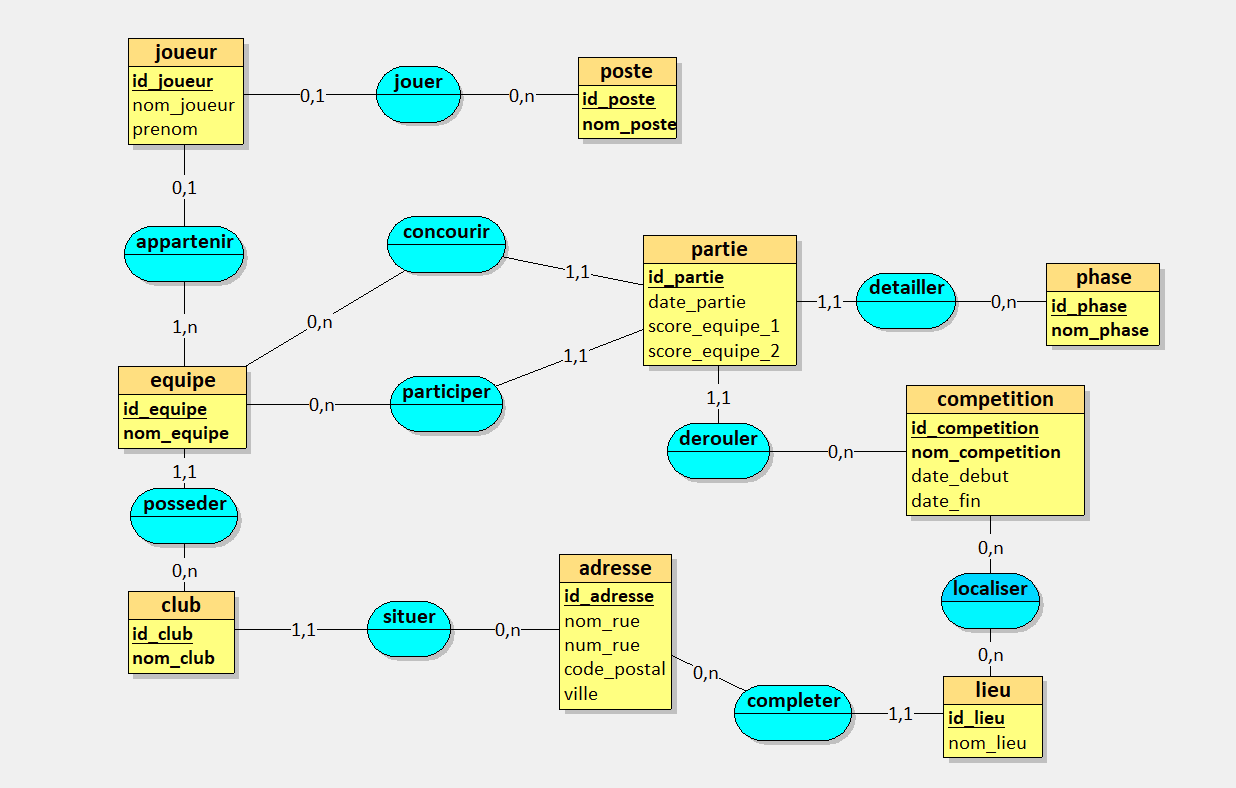 joueur
id_joueur
nom_joueur
prenom
0,1
jouer
0,n
poste
id_poste
nom_poste
0,1
appartenir
1,n
concourir
0,n
1,1
partie
id_partie
date_partie
score_equipe_1
score_equipe_2
1,1
detailler
0,n
phase
id_phase
nom_phase
equipe
id_equipe
nom_equipe
0,n
participer
1,1
1,1
derouler
0,n
competition
id_competition
nom_competition
date_debut
date_fin
1,1
posseder
0,n
club
id_club
nom_club
1,1
situer
0,n
adresse
id_adresse
nom_rue
num_rue
code_postal
ville
0,n
localiser
0,n
0,n
completer
1,1
lieu
id_lieu
nom_lieu